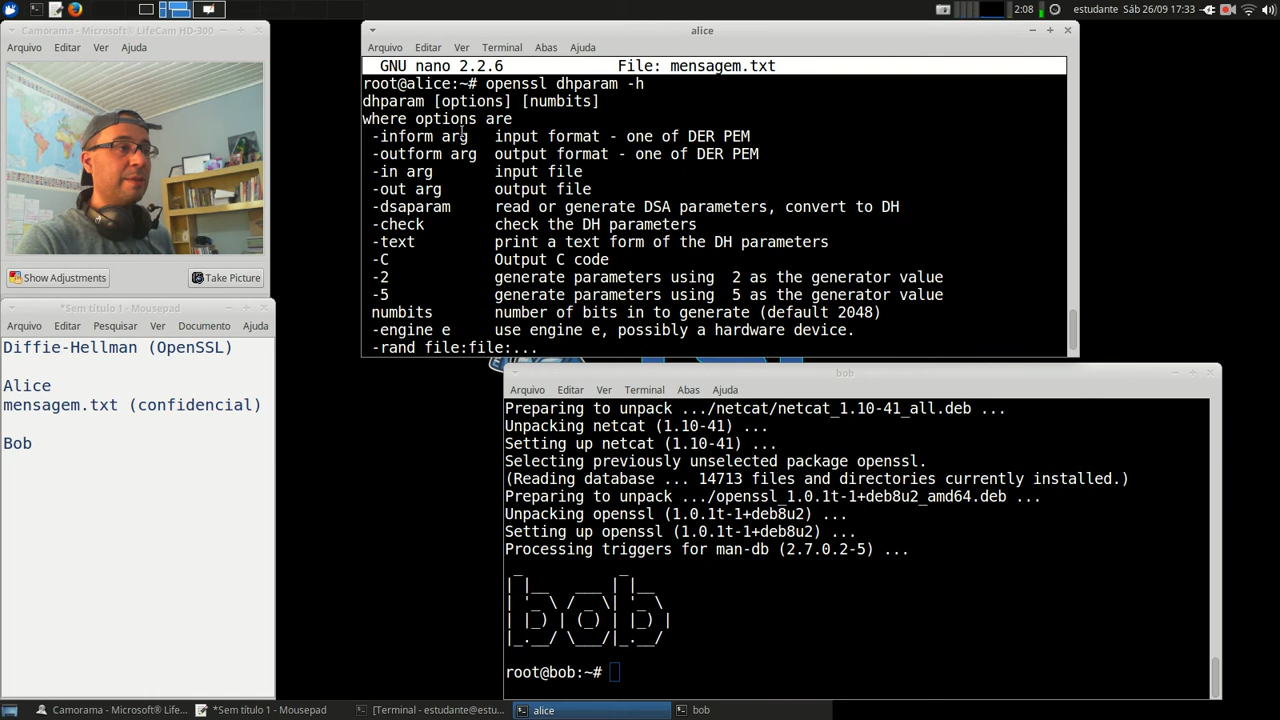 2:08 estudante Sáb 26/09 17:33
Camorama - Microsoft® LifeCam HD-300
Arquivo Editar Ver Ajuda
Show Adjustments Take Picture
*Sem título 1 - Mousepad
Arquivo Editar Pesquisar Ver Documento Ajuda
Diffie-Hellman (OpenSSL)
Alice
mensagem.txt (confidencial)
Bob
alice
Arquivo Editar Ver Terminal Abas Ajuda
GNU nano 2.2.6 File: mensagem.txt
root@alice:~# openssl dhparam -h
dhparam [options] [numbits]
where options are
-inform arg input format - one of DER PEM
-outform arg output format - one of DER PEM
-in arg input file
-out arg output file
-dsaparam read or generate DSA parameters, convert to DH
-check check the DH parameters
-text print a text form of the DH parameters
-C Output C code
-2 generate parameters using  2 as the generator value
-5 generate parameters using  5 as the generator value
numbits number of bits in to generate (default 2048)
-engine e use engine e, possibly a hardware device.
-rand file:file:...
bob
Arquivo Editar Ver Terminal Abas Ajuda
Preparing to unpack .../netcat/netcat_1.10-41_all.deb ...
Unpacking netcat (1.10-41) ...
Setting up netcat (1.10-41) ...
Selecting previously unselected package openssl.
(Reading database ... 14713 files and directories currently installed.)
Preparing to unpack .../openssl_1.0.1t-1+deb8u2_amd64.deb ...
Unpacking openssl (1.0.1t-1+deb8u2) ...
Setting up openssl (1.0.1t-1+deb8u2) ...
Processing triggers for man-db (2.7.0.2-5) ...
bob
root@bob:~#
Camorama - Microsoft® LifeC... *Sem título 1 - Mousepad [Terminal - estudante@estu... alice bob